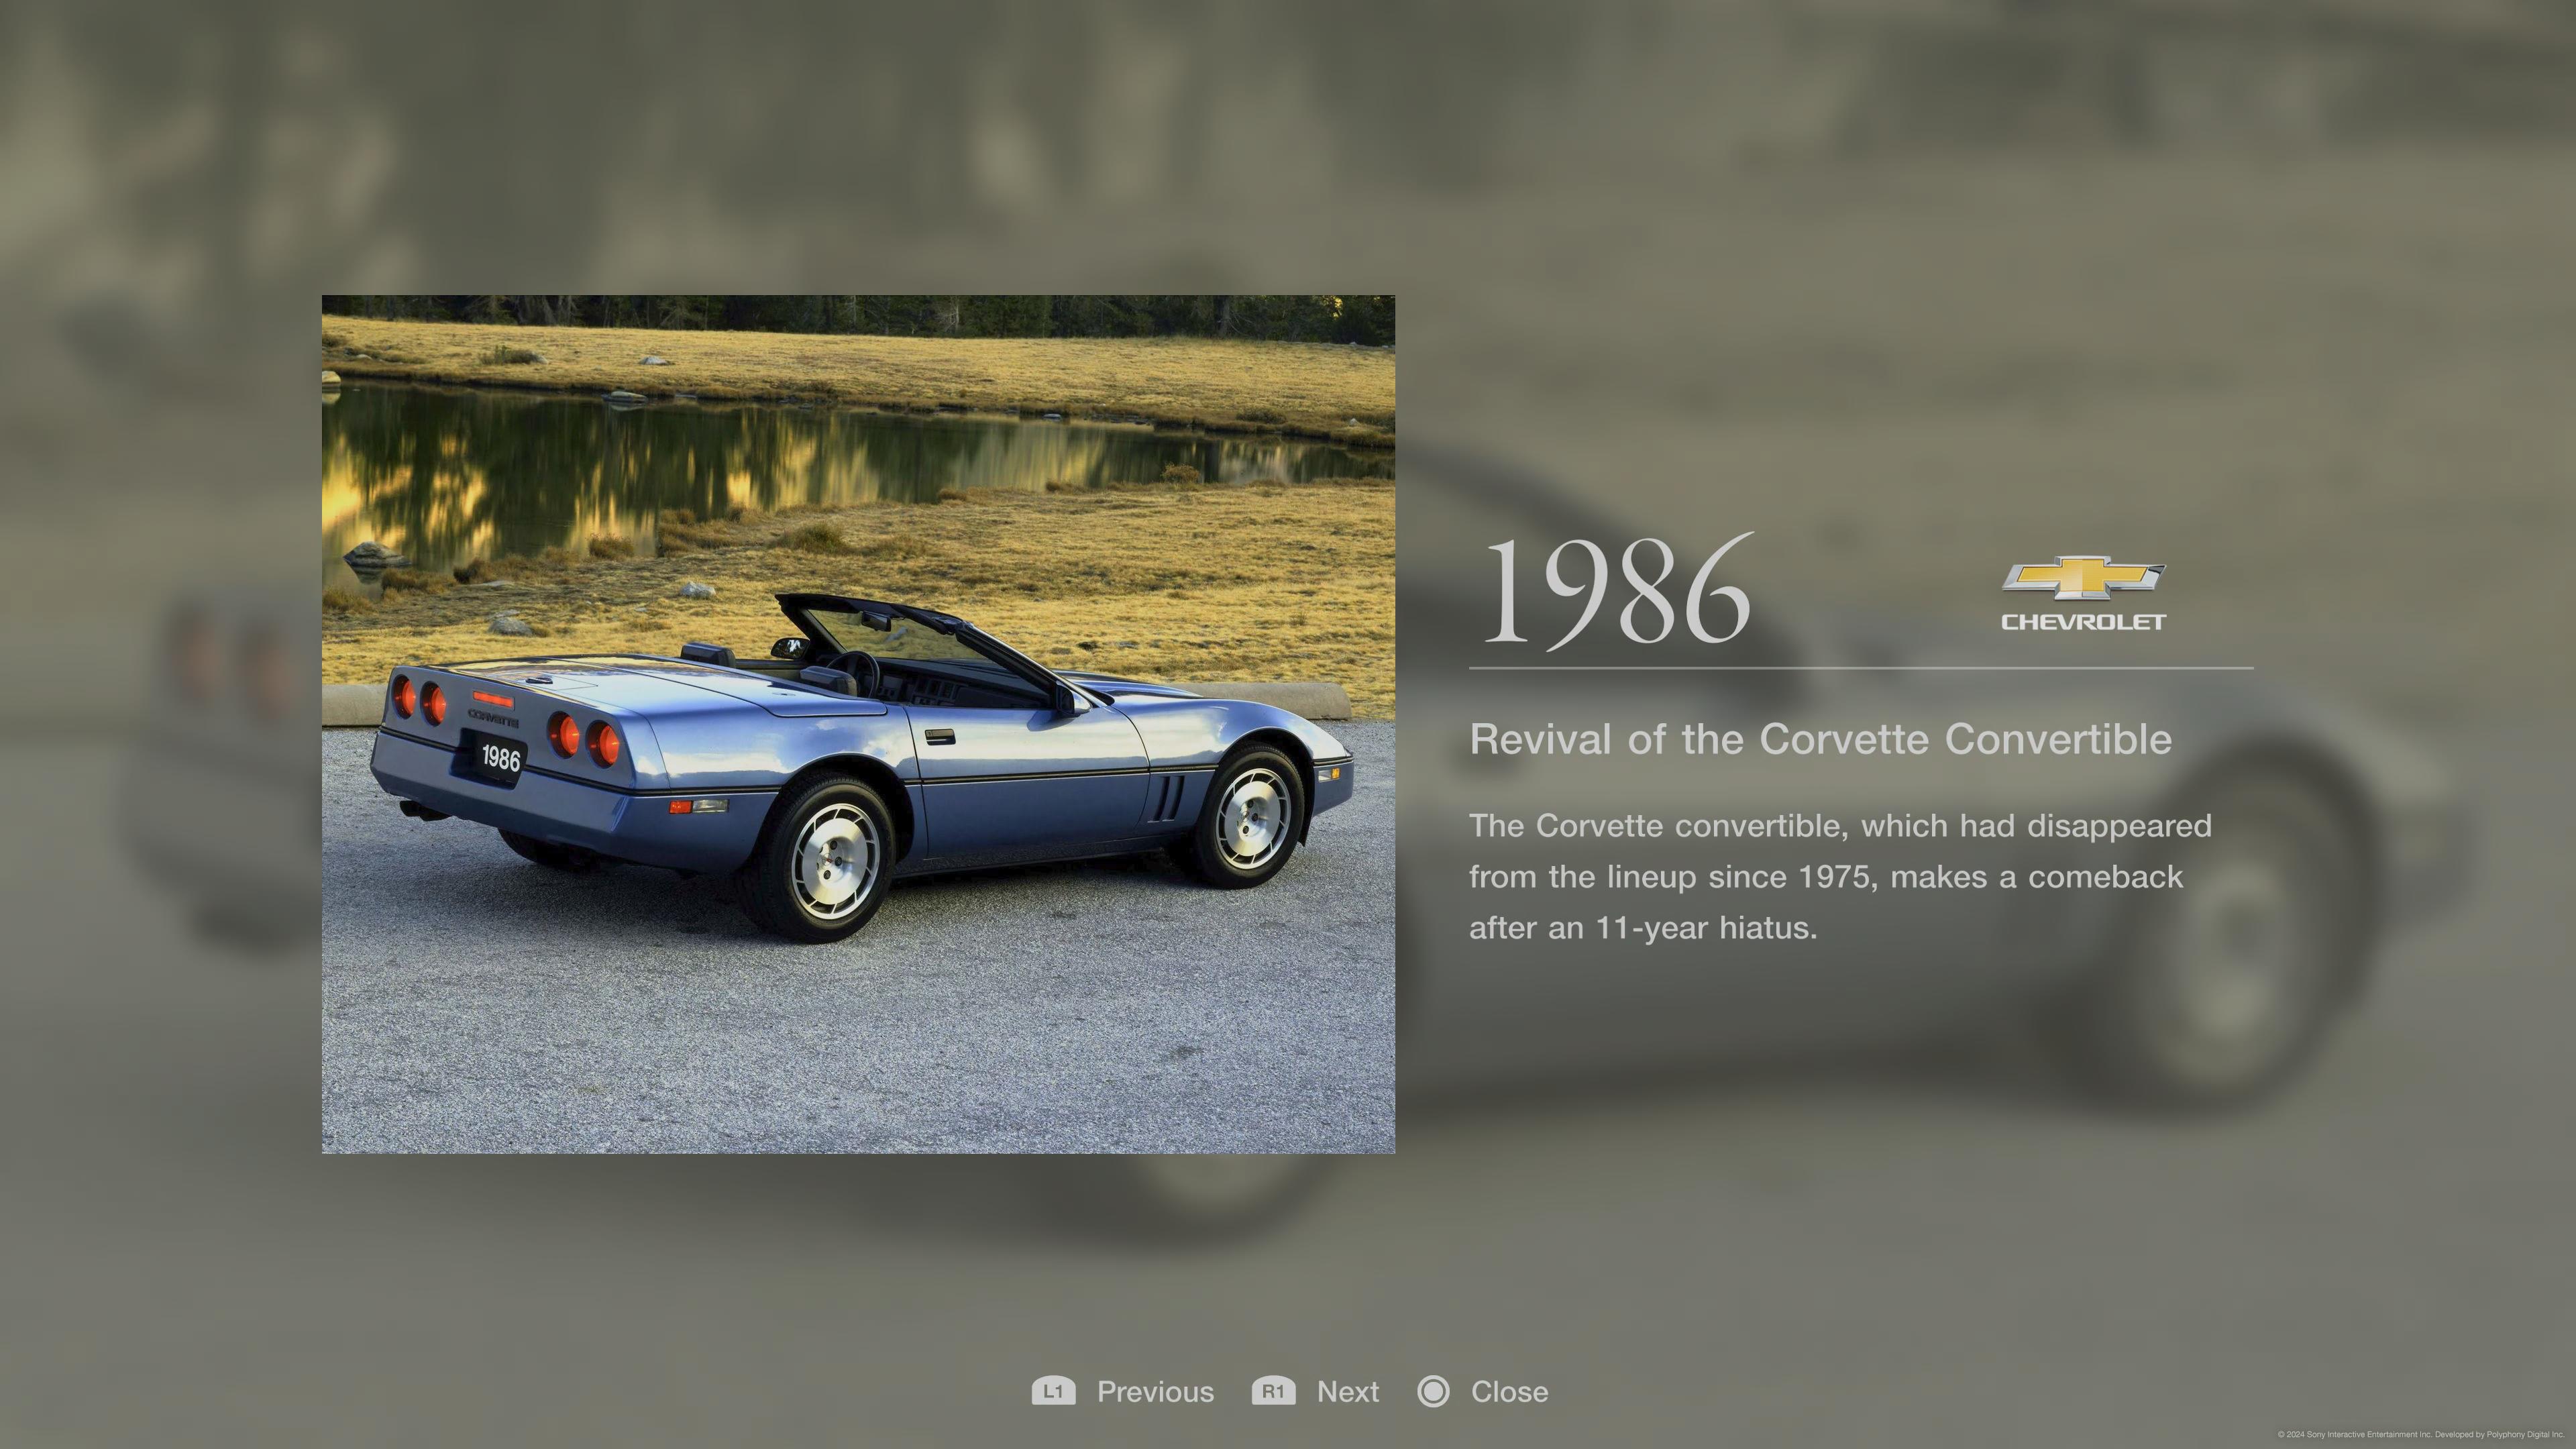 CORVETTE
1986
1986
CHEVROLET
Revival of the Corvette Convertible
The Corvette convertible, which had disappeared
from the lineup since 1975, makes a comeback
after an 11-year hiatus.
L1 Previous R1 Next Close
© 2024 Sony Interactive Entertainment Inc. Developed by Polyphony Digital Inc.